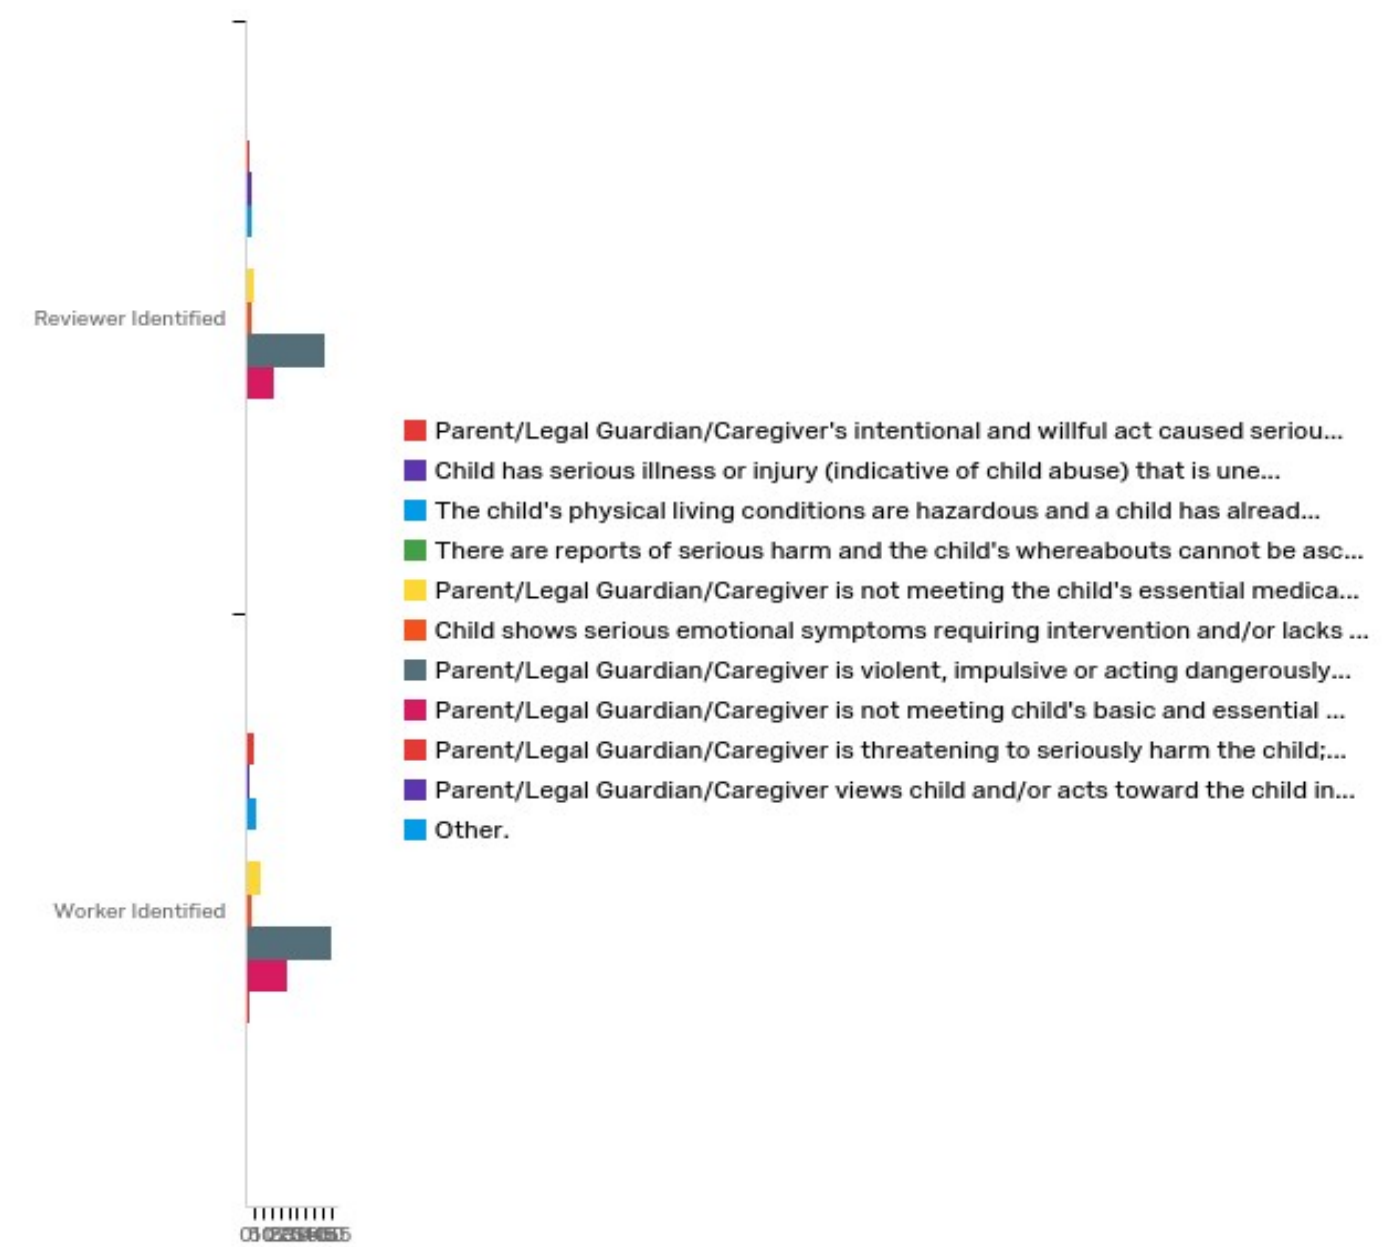 Reviewer Identified
Parent/Legal Guardian/Caregiver's intentional and willful act caused seriou...
Child has serious illness or injury (indicative of child abuse) that is une...
The child's physical living conditions are hazardous and a child has alread...
There are reports of serious harm and the child's whereabouts cannot be asc...
Parent/Legal Guardian/Caregiver is not meeting the child's essential medica...
Child shows serious emotional symptoms requiring intervention and/or lacks ...
Parent/Legal Guardian/Caregiver is violent, impulsive or acting dangerously...
Parent/Legal Guardian/Caregiver is not meeting child's basic and essential ...
Parent/Legal Guardian/Caregiver is threatening to seriously harm the child;...
Parent/Legal Guardian/Caregiver views child and/or acts toward the child in...
Other.
Worker Identified